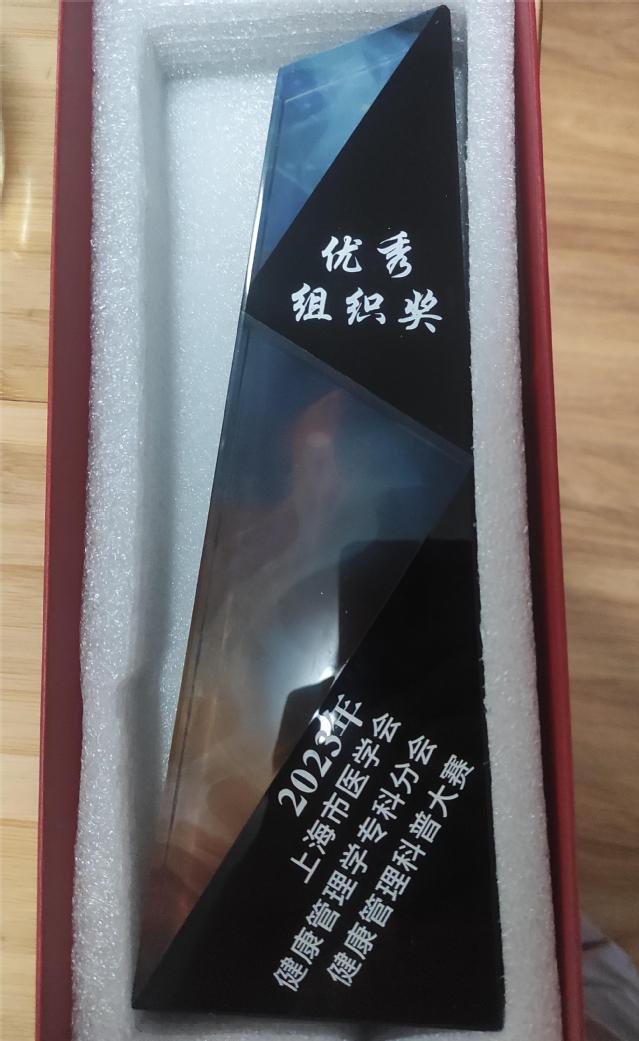 优秀
组织奖
2023年
上海市医学会
健康管理学专科分会
健康管理科普大赛